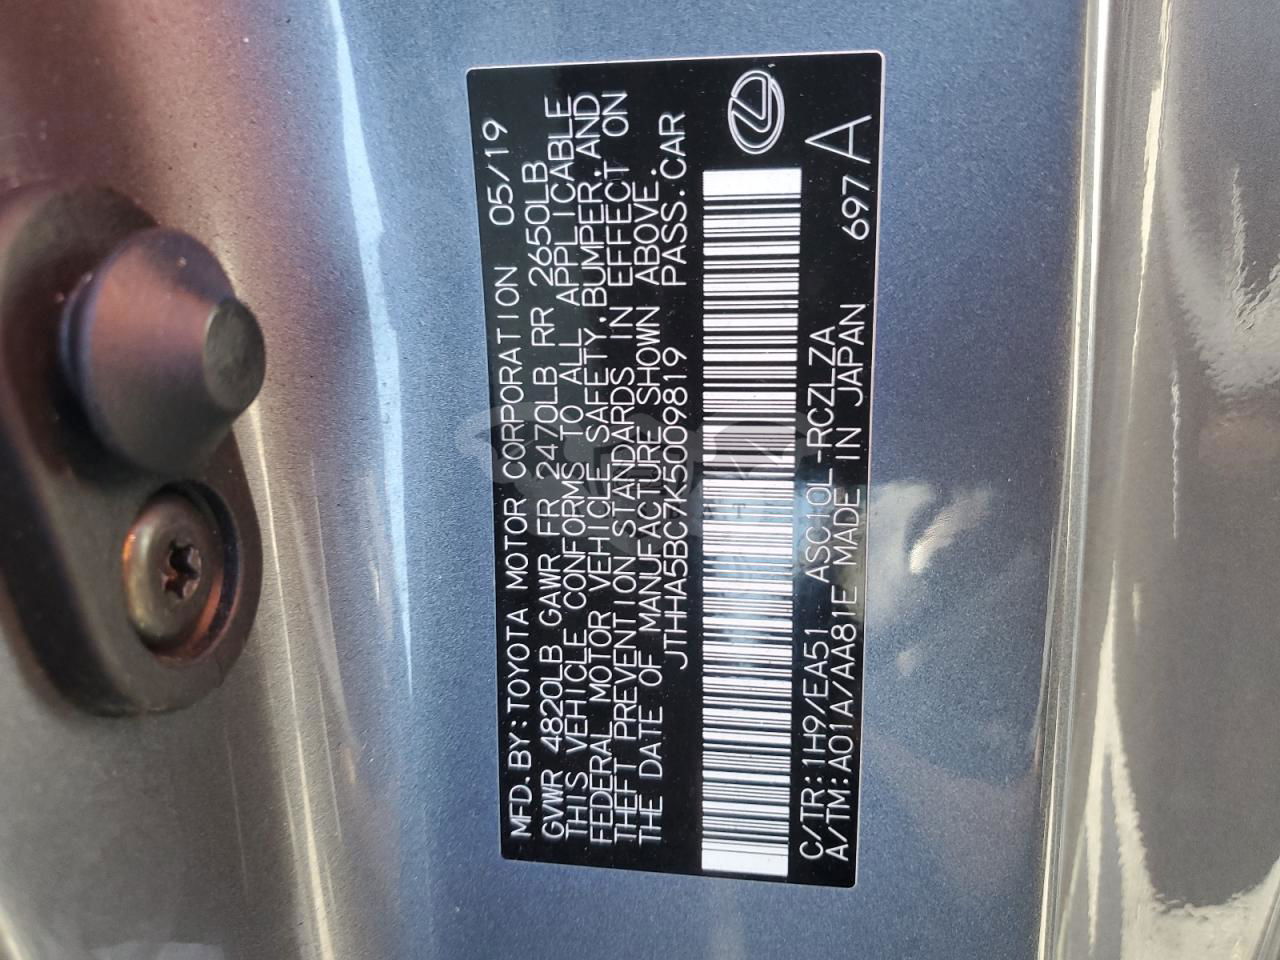 MFD.BY:TOYOTA MOTOR CORPORATION 05/19
GVWR 4820LB GAWR FR 2470LB RR 2650LB
THIS VEHICLE CONFORMS TO ALL APPLICABLE
FEDERAL MOTOR VEHICLE SAFETY,BUMPER,AND
THEFT PREVENTION STANDARDS IN EFFECT ON
THE DATE OF MANUFACTURE SHOWN ABOVE.
JTHHA5BC7K5009819 PASS.CAR
C/TR:1H9/EA51 ASC10L-RCZLZA
A/TM:A01A/AA81E MADE IN JAPAN 697 A